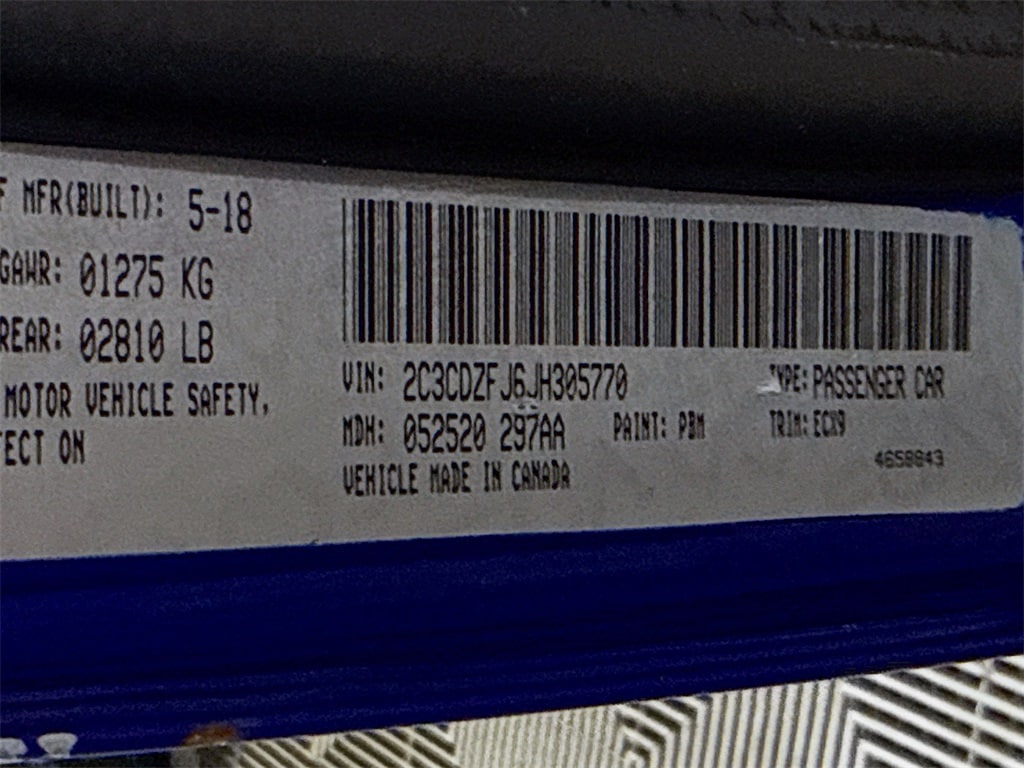 F MFR(BUILT): 5-18
GAWR: 01275 KG
REAR: 02810 LB
MOTOR VEHICLE SAFETY,
ECT ON
VIN: 2C3CDZFJ6JH305770
TYPE: PASSENGER CAR
MDH: 052520 297AA
PAINT: PBM
TRIM: ECX9
VEHICLE MADE IN CANADA
4658843